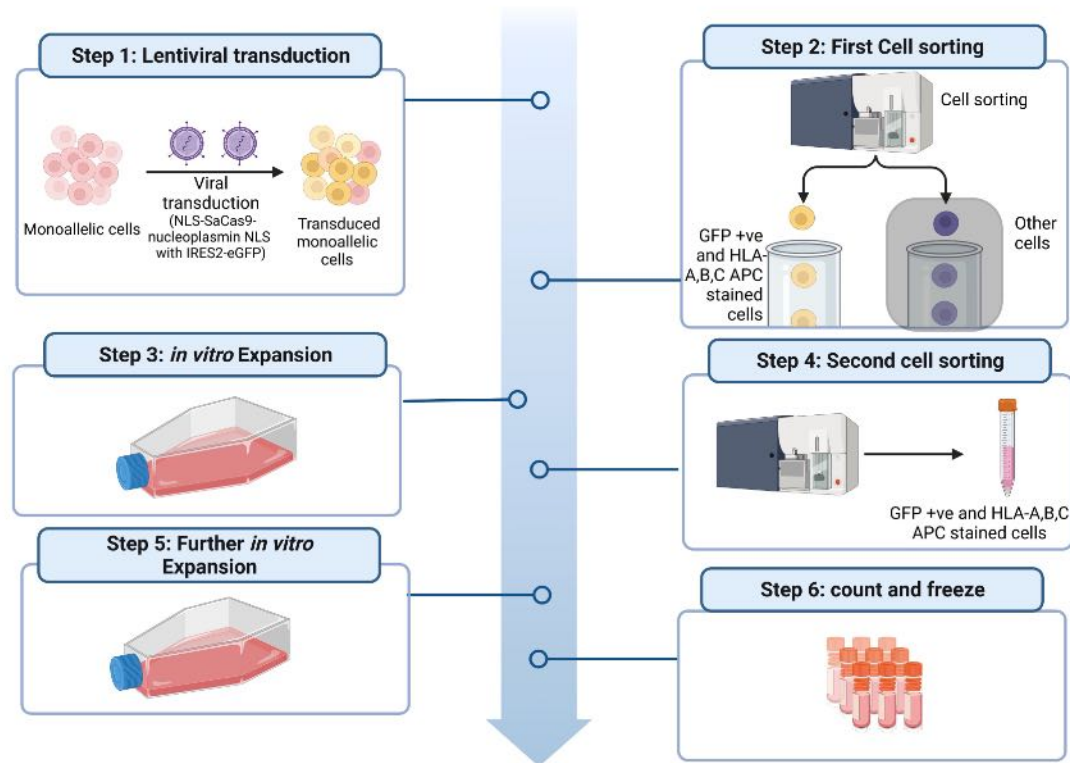 Step 1: Lentiviral transduction
Monoallelic cells
Viral
transduction
(NLS-SaCas9-
nucleoplasmin NLS
with IRES2-eGFP)
Transduced
monoallelic
cells
Step 2: First Cell sorting
Cell sorting
GFP +ve
and HLA-
A,B,C APC
stained
cells
Other
cells
Step 3: in vitro Expansion
Step 4: Second cell sorting
GFP +ve and HLA-A,B,C
APC stained cells
Step 5: Further in vitro
Expansion
Step 6: count and freeze